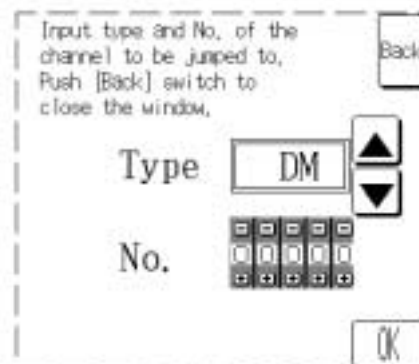 Input type and No. of the
channel to be jumped to.
Push [Back] switch to
close the window.
Back
Type DM
No. 00000
OK